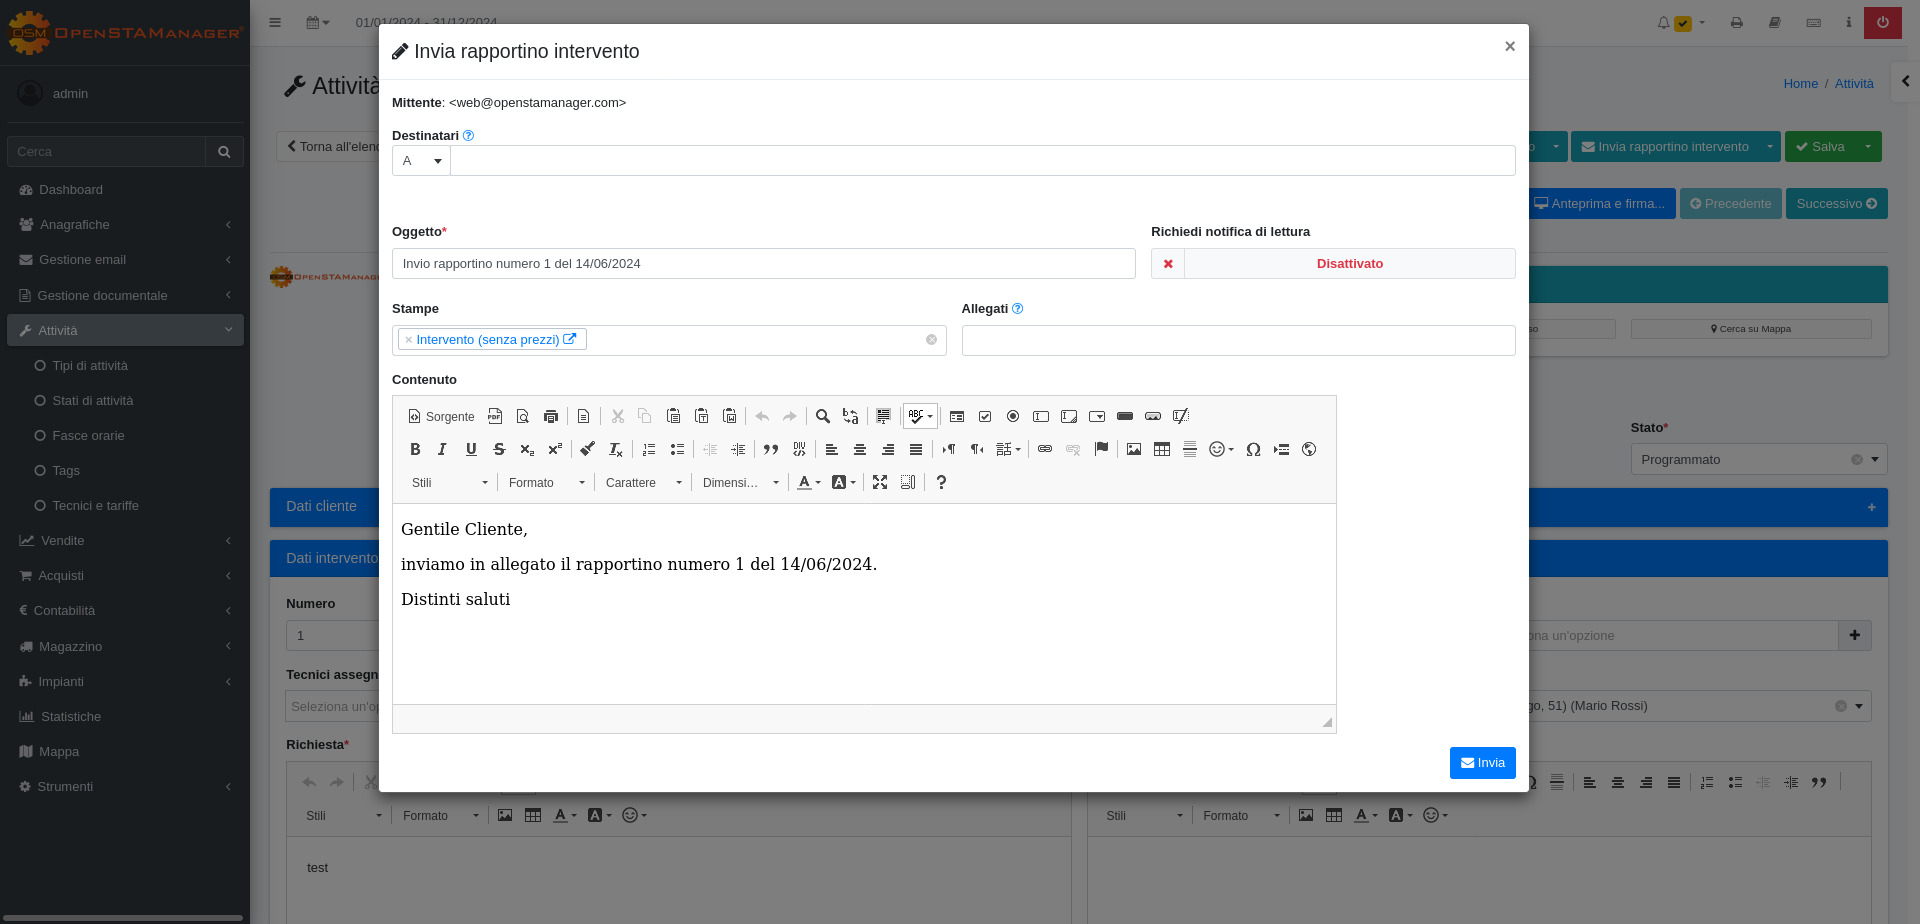 OpenSTAManager
01/01/2024 - 31/12/2024
Invia rapportino intervento
×
admin
Attività
Home / Attività
Mittente: <web@openstamanager.com>
Destinatari
Cerca
Torna all'elenco
A
Invia rapportino intervento
Salva
Dashboard
Anteprima e firma...
Precedente
Successivo
Anagrafiche
Oggetto*
Richiedi notifica di lettura
Gestione email
Invio rapportino numero 1 del 14/06/2024
Disattivato
Gestione documentale
Stampe
Allegati
Attività
× Intervento (senza prezzi)
Cerca su Mappa
Tipi di attività
Contenuto
Stati di attività
Sorgente
Fasce orarie
Stato*
Tags
Programmato
Tecnici e tariffe
Stili
Formato
Carattere
Dimensi...
Dati cliente
Gentile Cliente,
Vendite
Dati intervento
inviamo in allegato il rapportino numero 1 del 14/06/2024.
Acquisti
Distinti saluti
Numero
Contabilità
1
un'opzione
Magazzino
Tecnici
Impianti
Seleziona
51) (Mario Rossi)
Statistiche
Richiesta*
Mappa
Invia
Strumenti
Stili
Formato
Stili
Formato
test